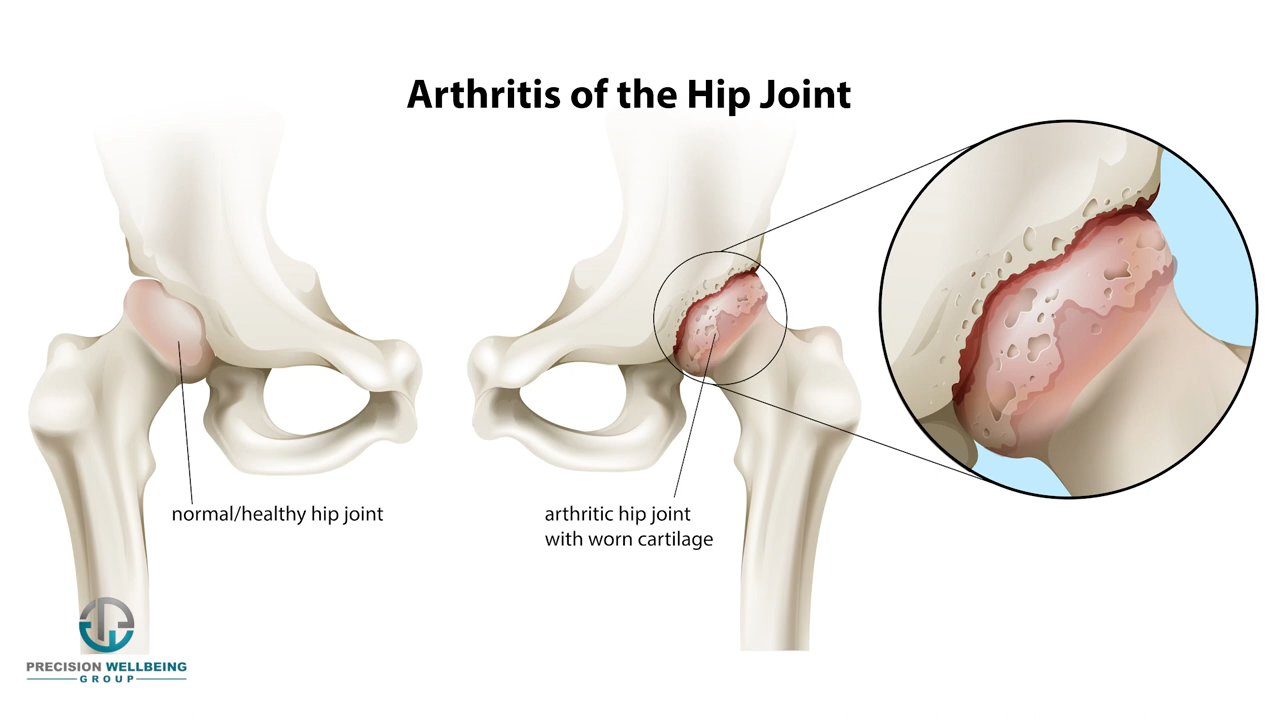 Arthritis of the Hip Joint
normal/healthy hip joint
arthritic hip joint
with worn cartilage
PRECISION WELLBEING
GROUP